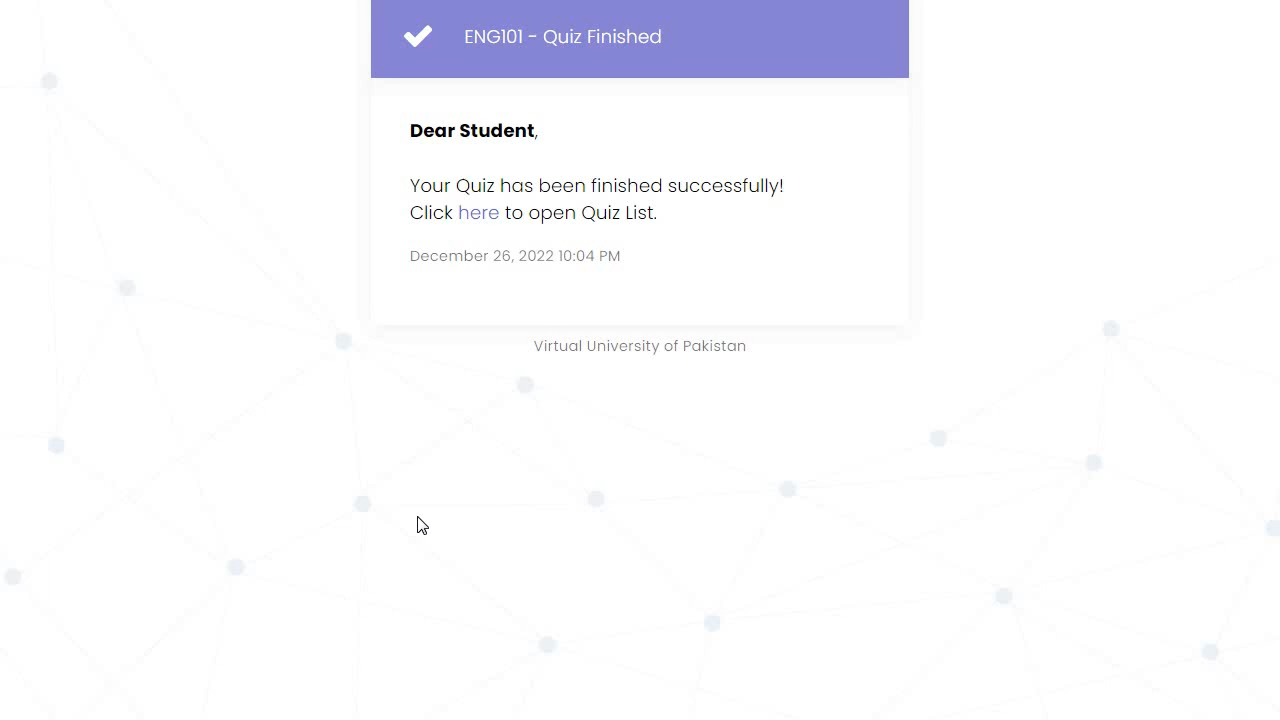 ENG101 - Quiz Finished
Dear Student,
Your Quiz has been finished successfully!
Click here to open Quiz List.
December 26, 2022 10:04 PM
Virtual University of Pakistan